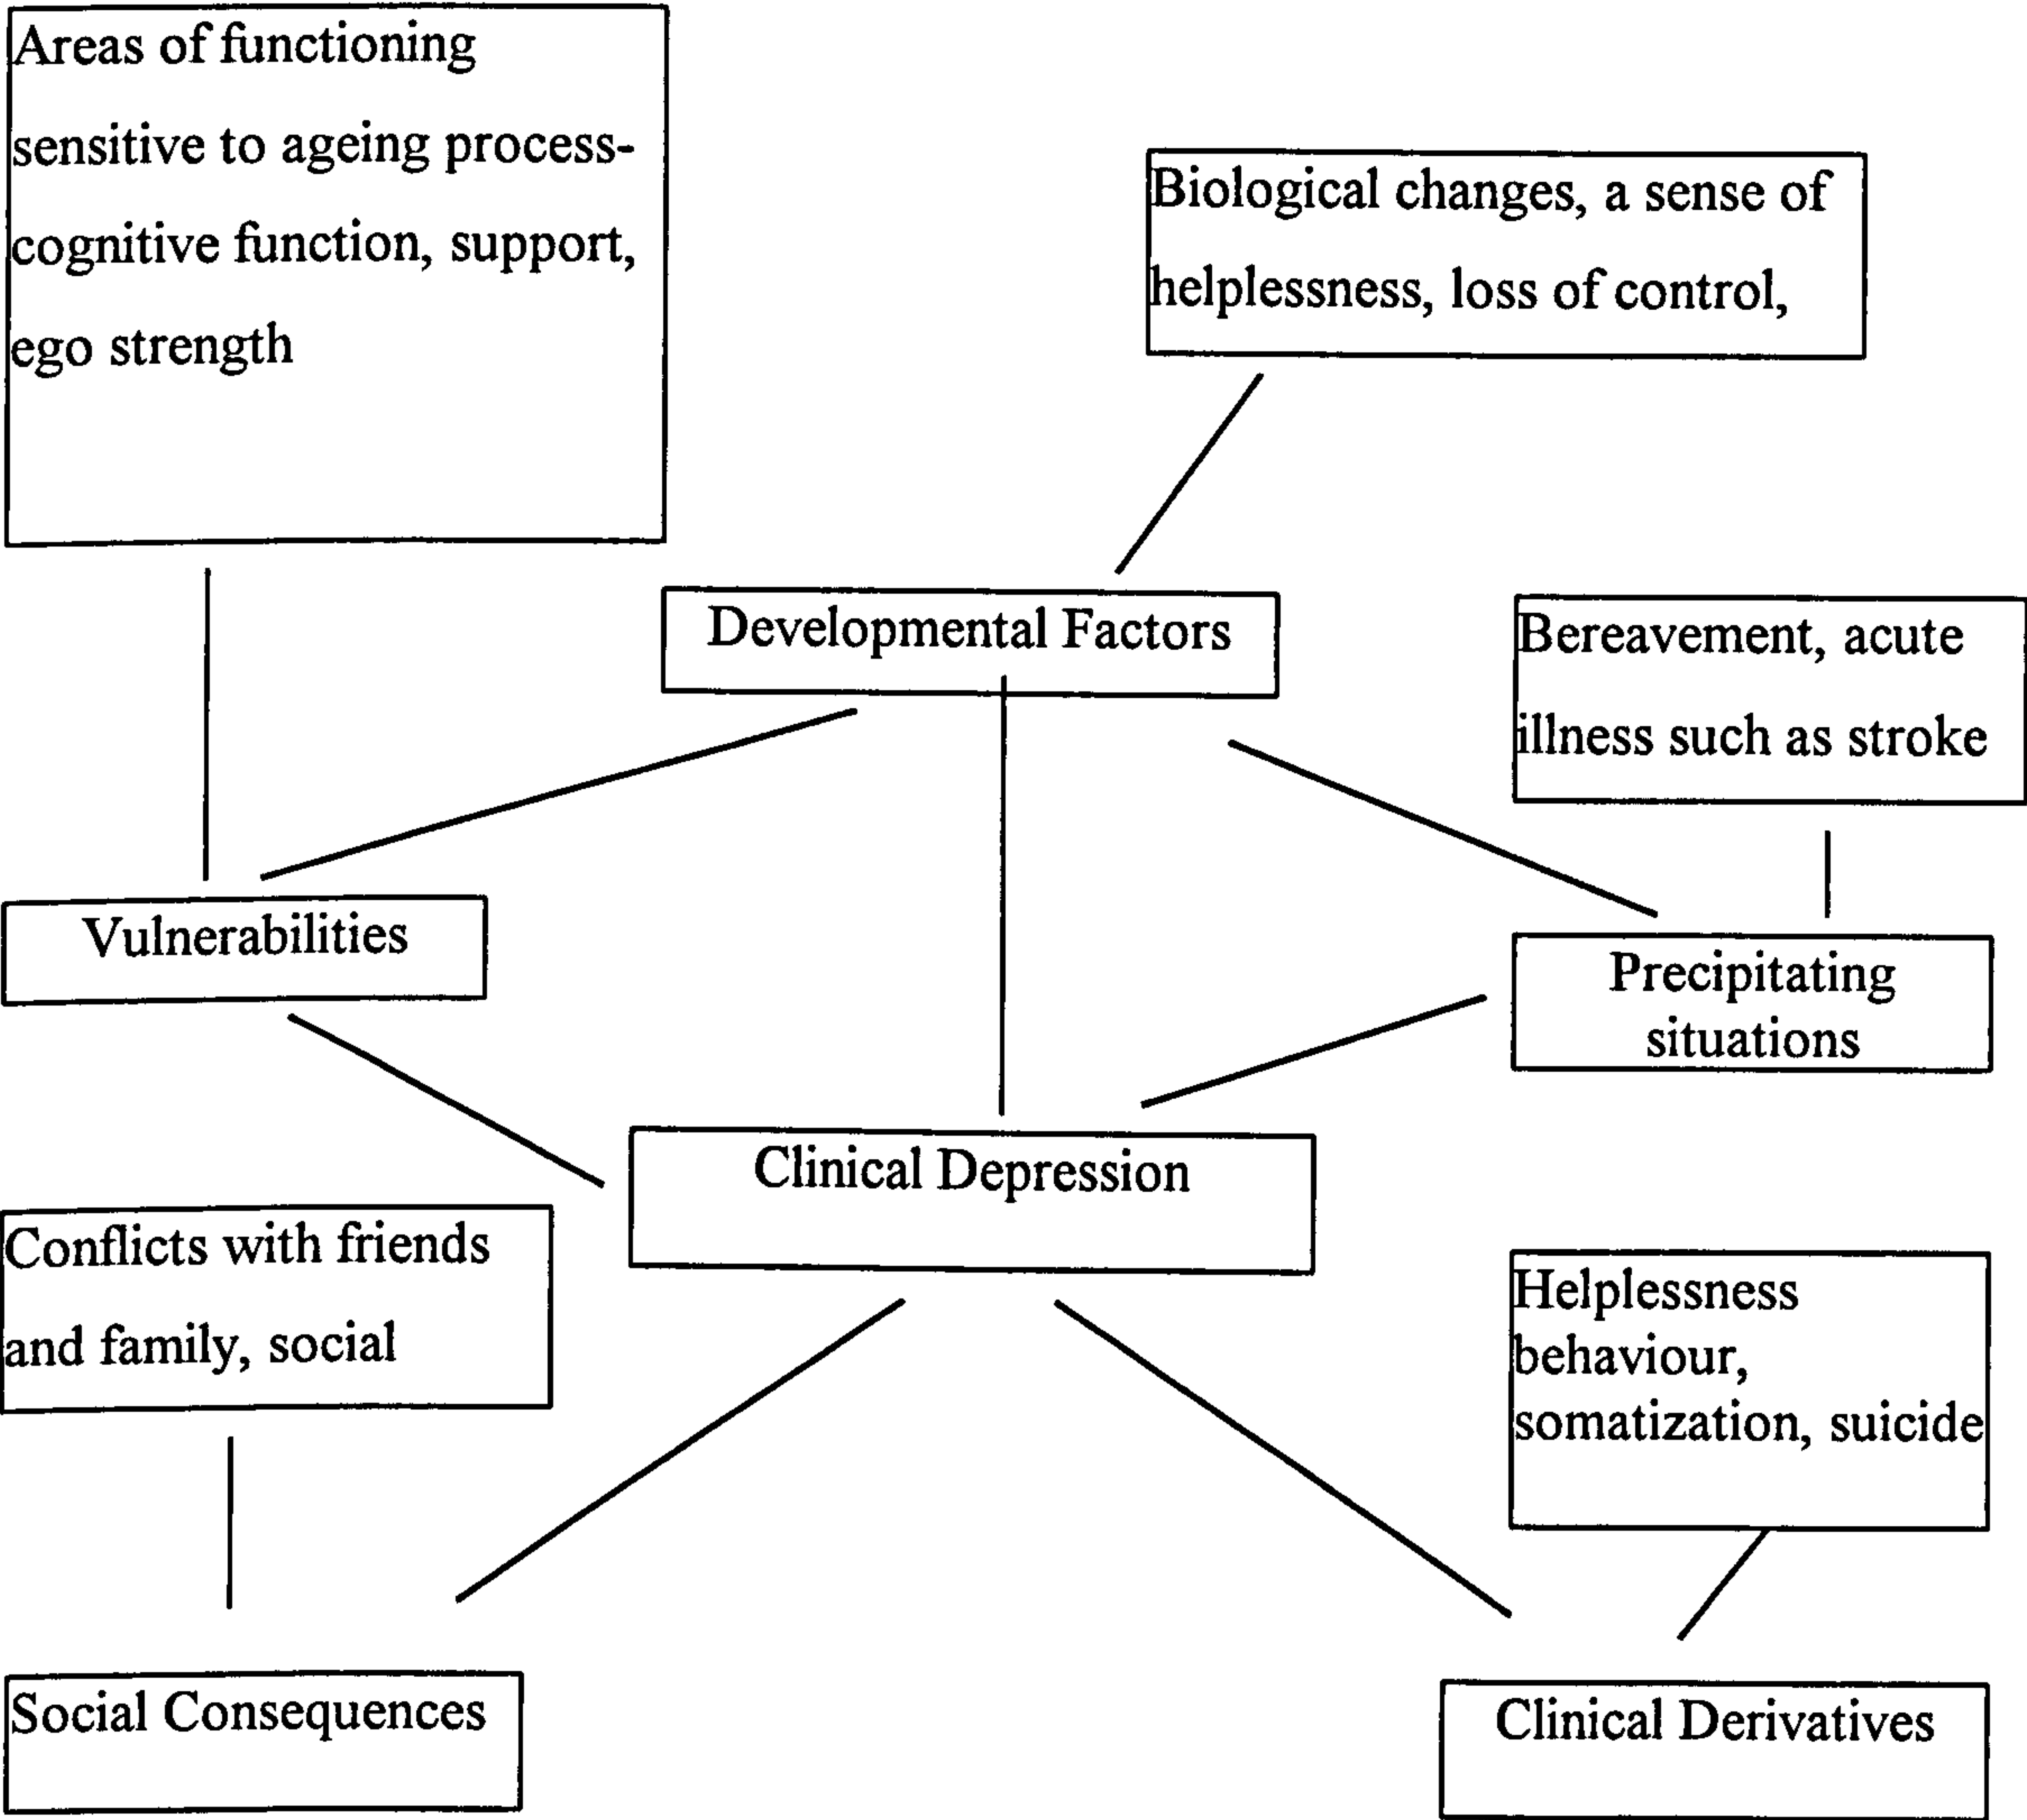 Areas of functioning
sensitive to ageing process-
cognitive function, support,
ego strength
Biological changes, a sense of
helplessness, loss of control,
Developmental Factors
Bereavement, acute
illness such as stroke
Vulnerabilities
Precipitating
situations
Clinical Depression
Conflicts with friends
and family, social
Helplessness
behaviour,
somatization, suicide
Social Consequences
Clinical Derivatives